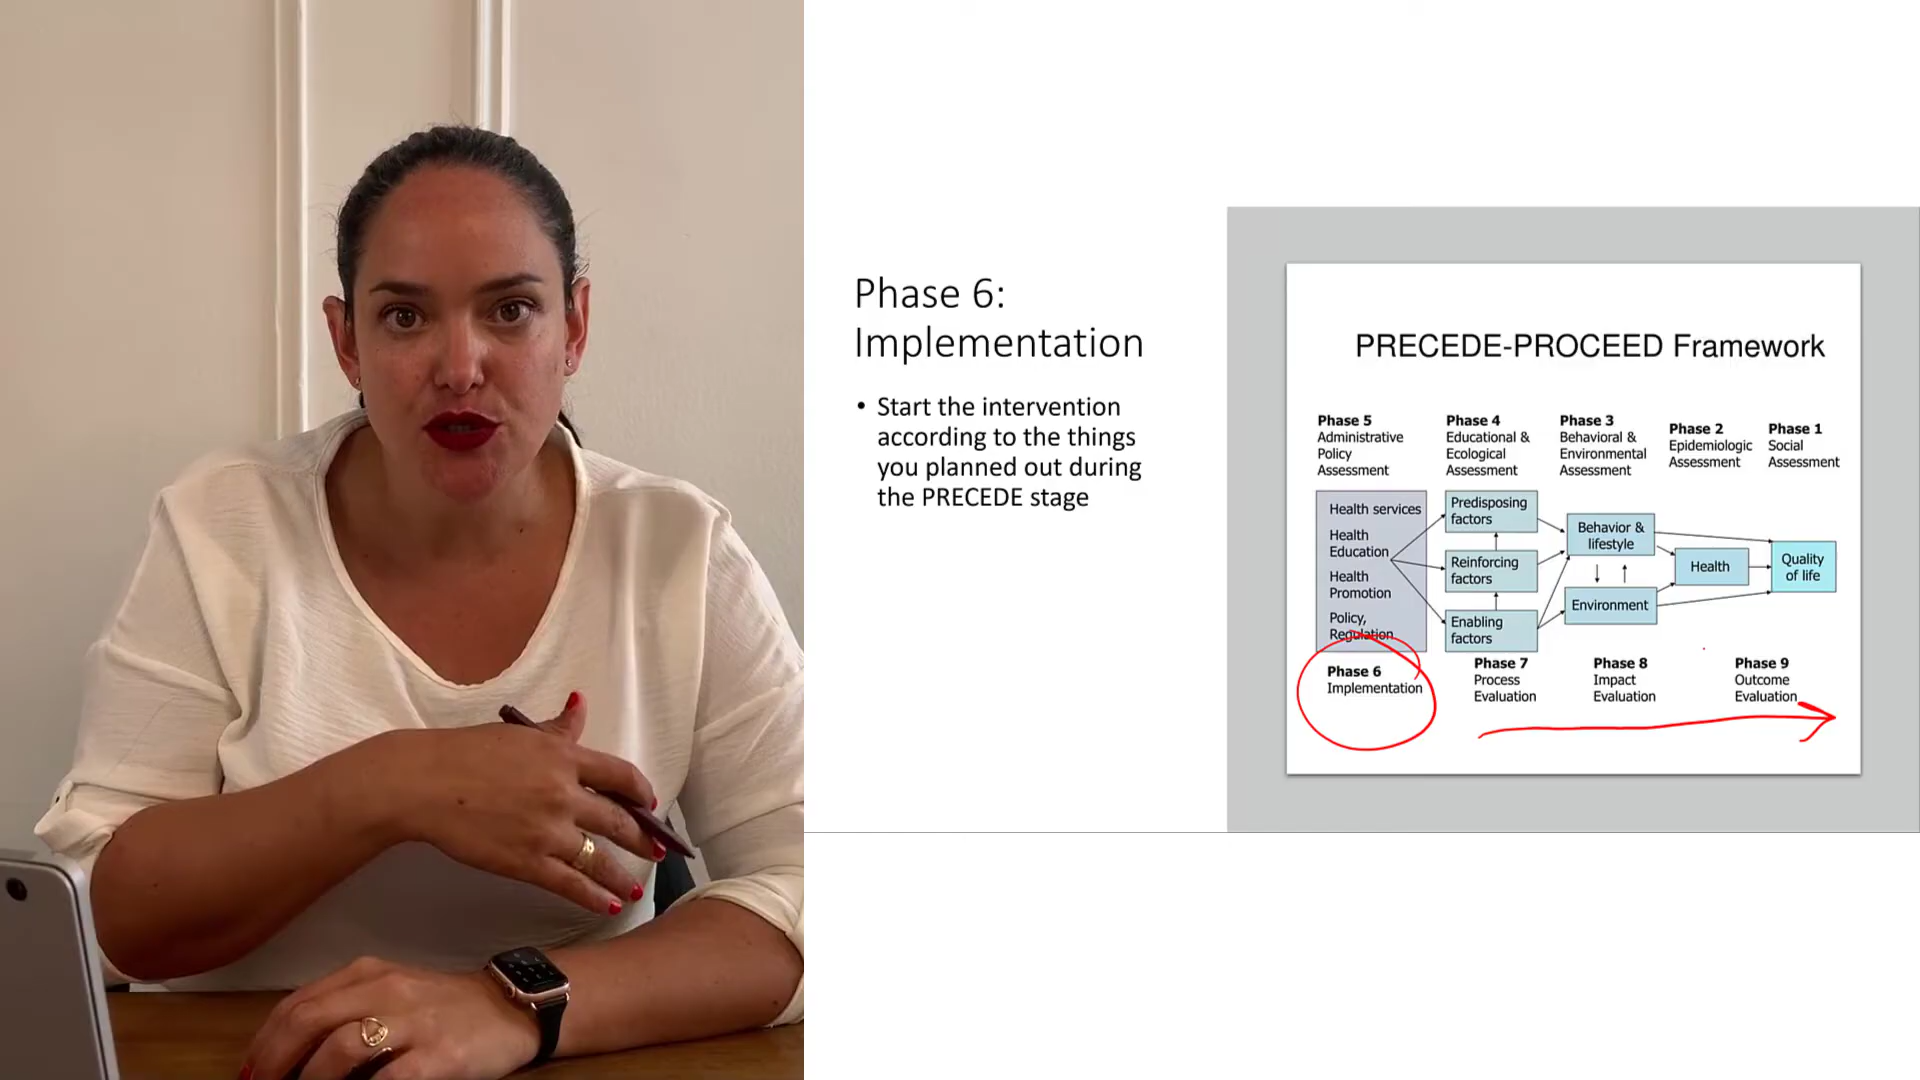 Phase 6:
Implementation
• Start the intervention
according to the things
you planned out during
the PRECEDE stage
PRECEDE-PROCEED Framework
Phase 5
Administrative
Policy
Assessment
Phase 4
Educational &
Ecological
Assessment
Phase 3
Behavioral &
Environmental
Assessment
Phase 2
Epidemiologic
Assessment
Phase 1
Social
Assessment
Health services
Health
Education
Health
Promotion
Policy,
Regulation
Predisposing
factors
Reinforcing
factors
Enabling
factors
Behavior &
lifestyle
Environment
Health
Quality
of life
Phase 6
Implementation
Phase 7
Process
Evaluation
Phase 8
Impact
Evaluation
Phase 9
Outcome
Evaluation